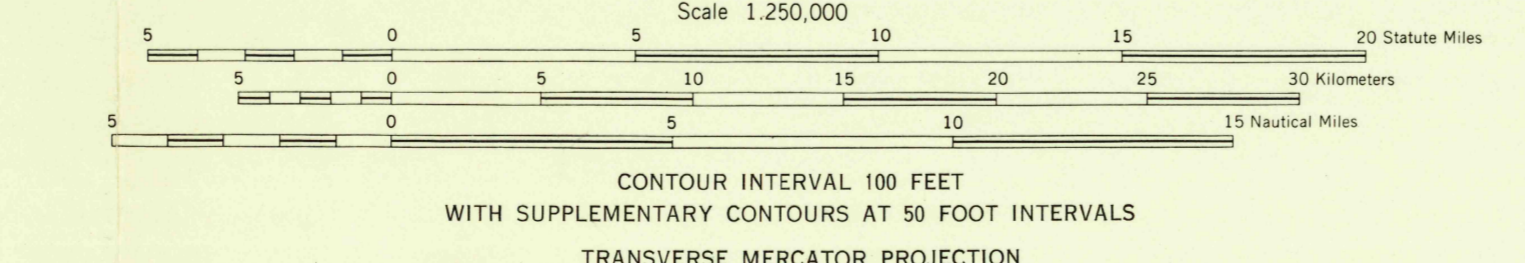 Scale 1.250,000
5 0 5 10 15 20 Statute Miles
5 0 5 10 15 20 25 30 Kilometers
5 0 5 10 15 Nautical Miles
CONTOUR INTERVAL 100 FEET
WITH SUPPLEMENTARY CONTOURS AT 50 FOOT INTERVALS
TRANSVERSE MERCATOR PROJECTION